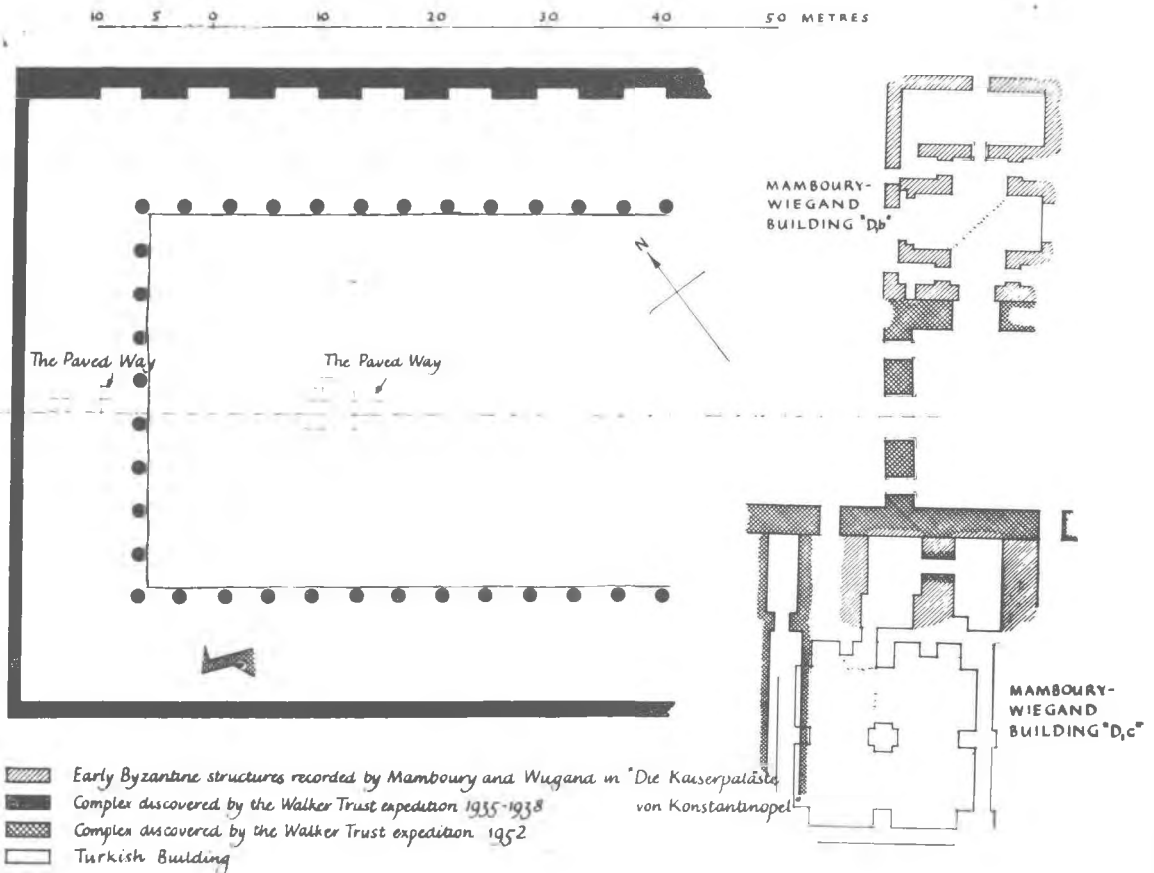 10 5 0 10 20 30 40 50 METRES
MAMBOURY-
WIEGAND
BUILDING "D,b"
N
The Paved Way
The Paved Way
MAMBOURY-
WIEGAND
BUILDING "D,c"
Early Byzantine structures recorded by Mamboury and Wugand in "Die Kaiserpaläste
von Konstantinopel"
Complex discovered by the Walker Trust expedition 1935-1938
Complex discovered by the Walker Trust expedition 1952
Turkish Building